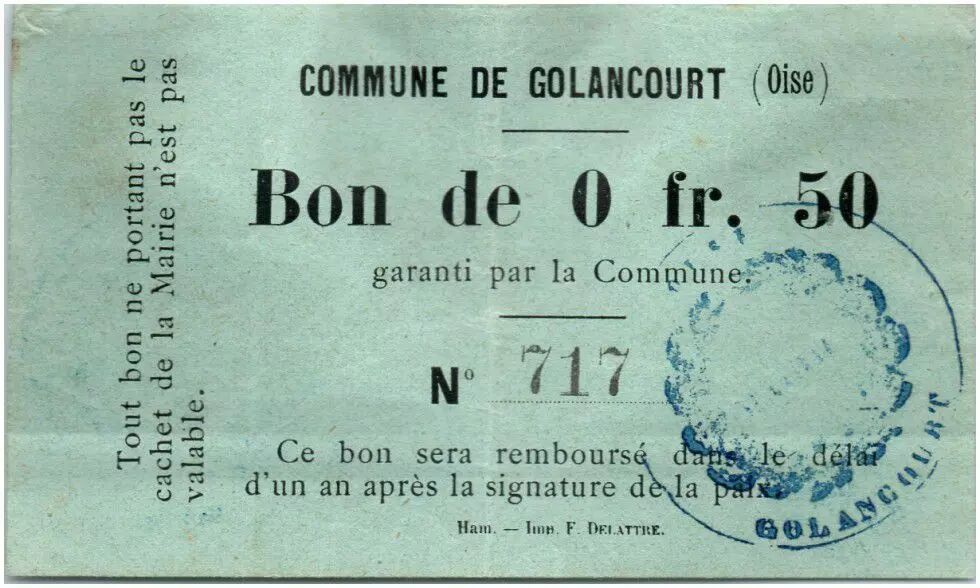 COMMUNE DE GOLANCOURT (Oise)
Bon de 0 fr. 50
garanti par la Commune.
N° 717
Ce bon sera remboursé dans le délai
d'un an après la signature de la paix.
Ham. — Imp. F. DELATTRE.
Tout bon ne portant pas le
cachet de la Mairie n'est pas
valable.
GOLANCOURT